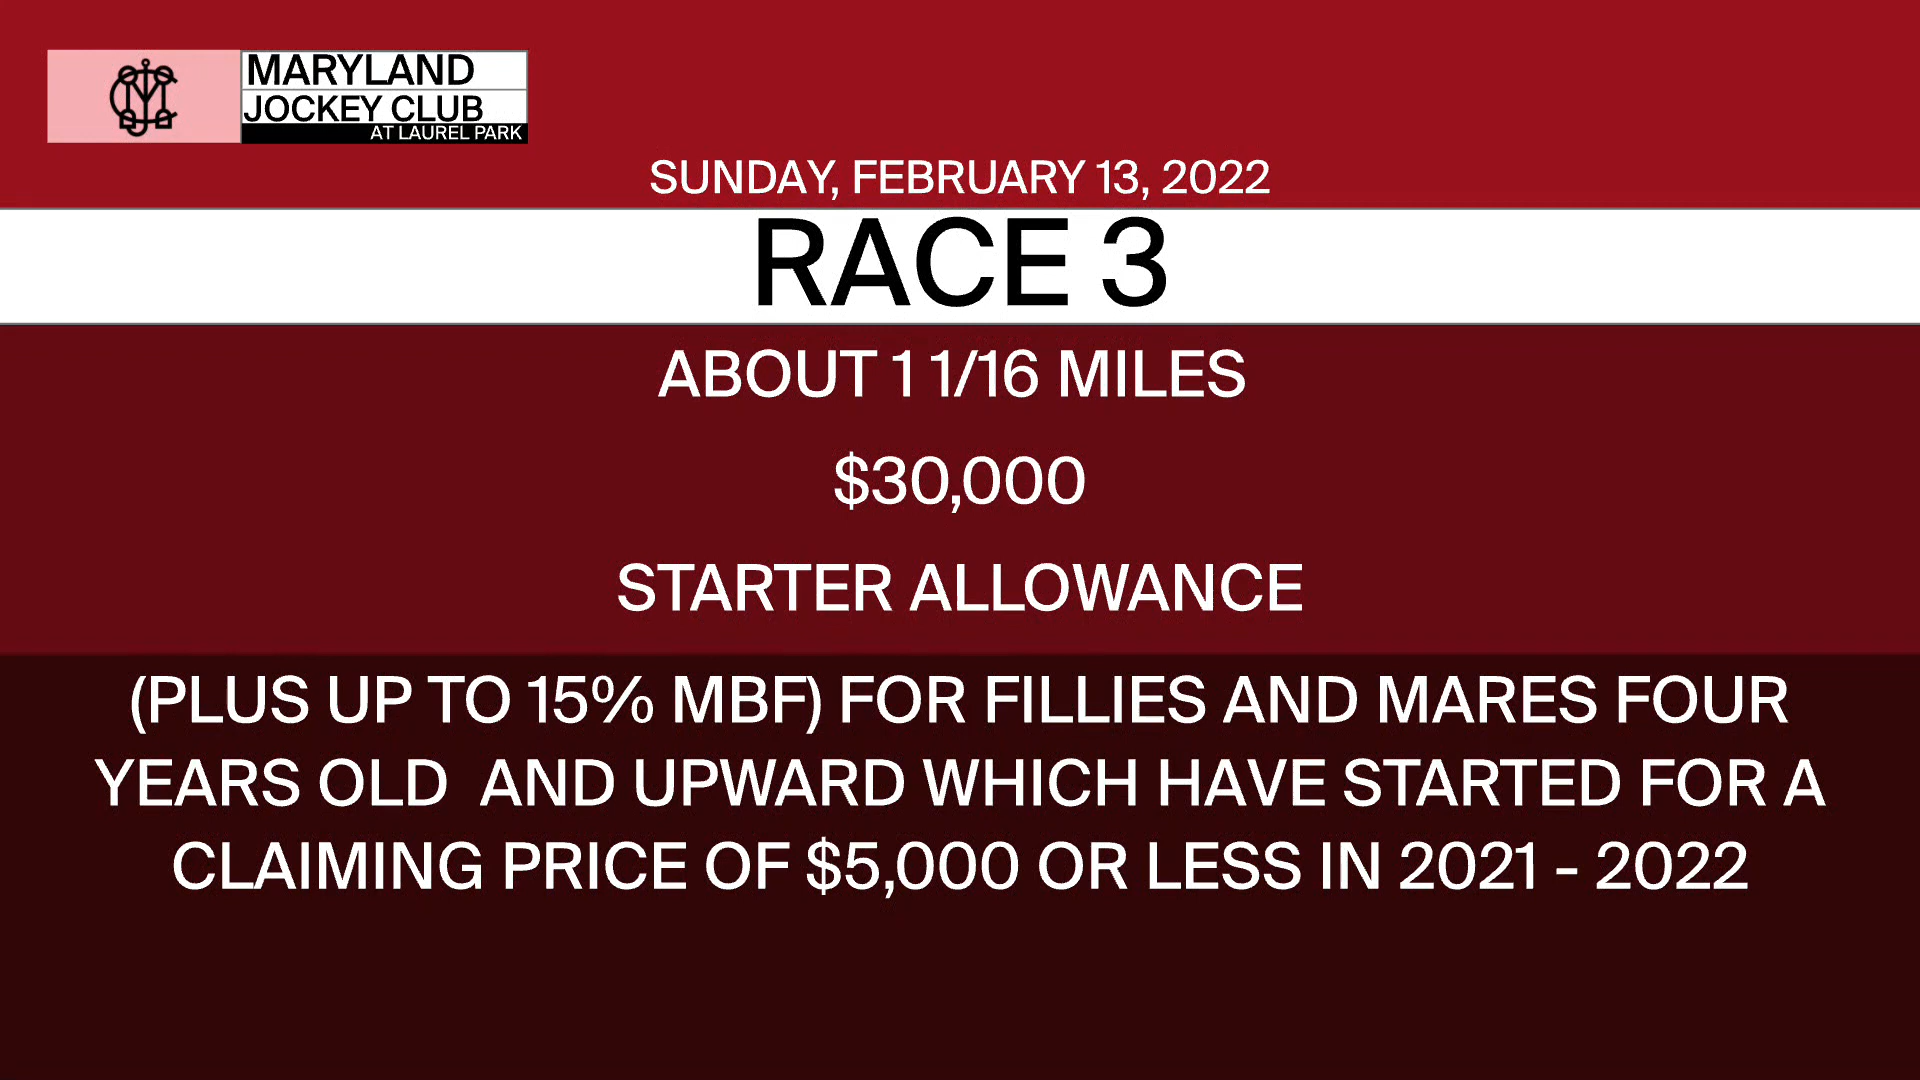 MARYLAND
JOCKEY CLUB
AT LAUREL PARK
SUNDAY, FEBRUARY 13, 2022
RACE 3
ABOUT 1 1/16 MILES
$30,000
STARTER ALLOWANCE
(PLUS UP TO 15% MBF) FOR FILLIES AND MARES FOUR
YEARS OLD  AND UPWARD WHICH HAVE STARTED FOR A
CLAIMING PRICE OF $5,000 OR LESS IN 2021 - 2022